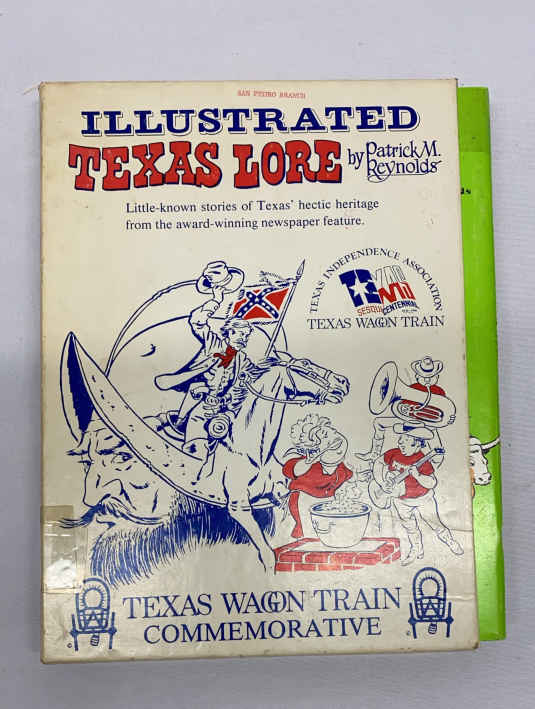 SAN PEDRO BRANCH
ILLUSTRATED
TEXAS LORE by Patrick M. Reynolds
Little-known stories of Texas' hectic heritage
from the award-winning newspaper feature.
TEXAS INDEPENDENCE ASSOCIATION
SESQUICENTENNIAL
TEXAS WAGON TRAIN
TEXAS WAGON TRAIN
COMMEMORATIVE